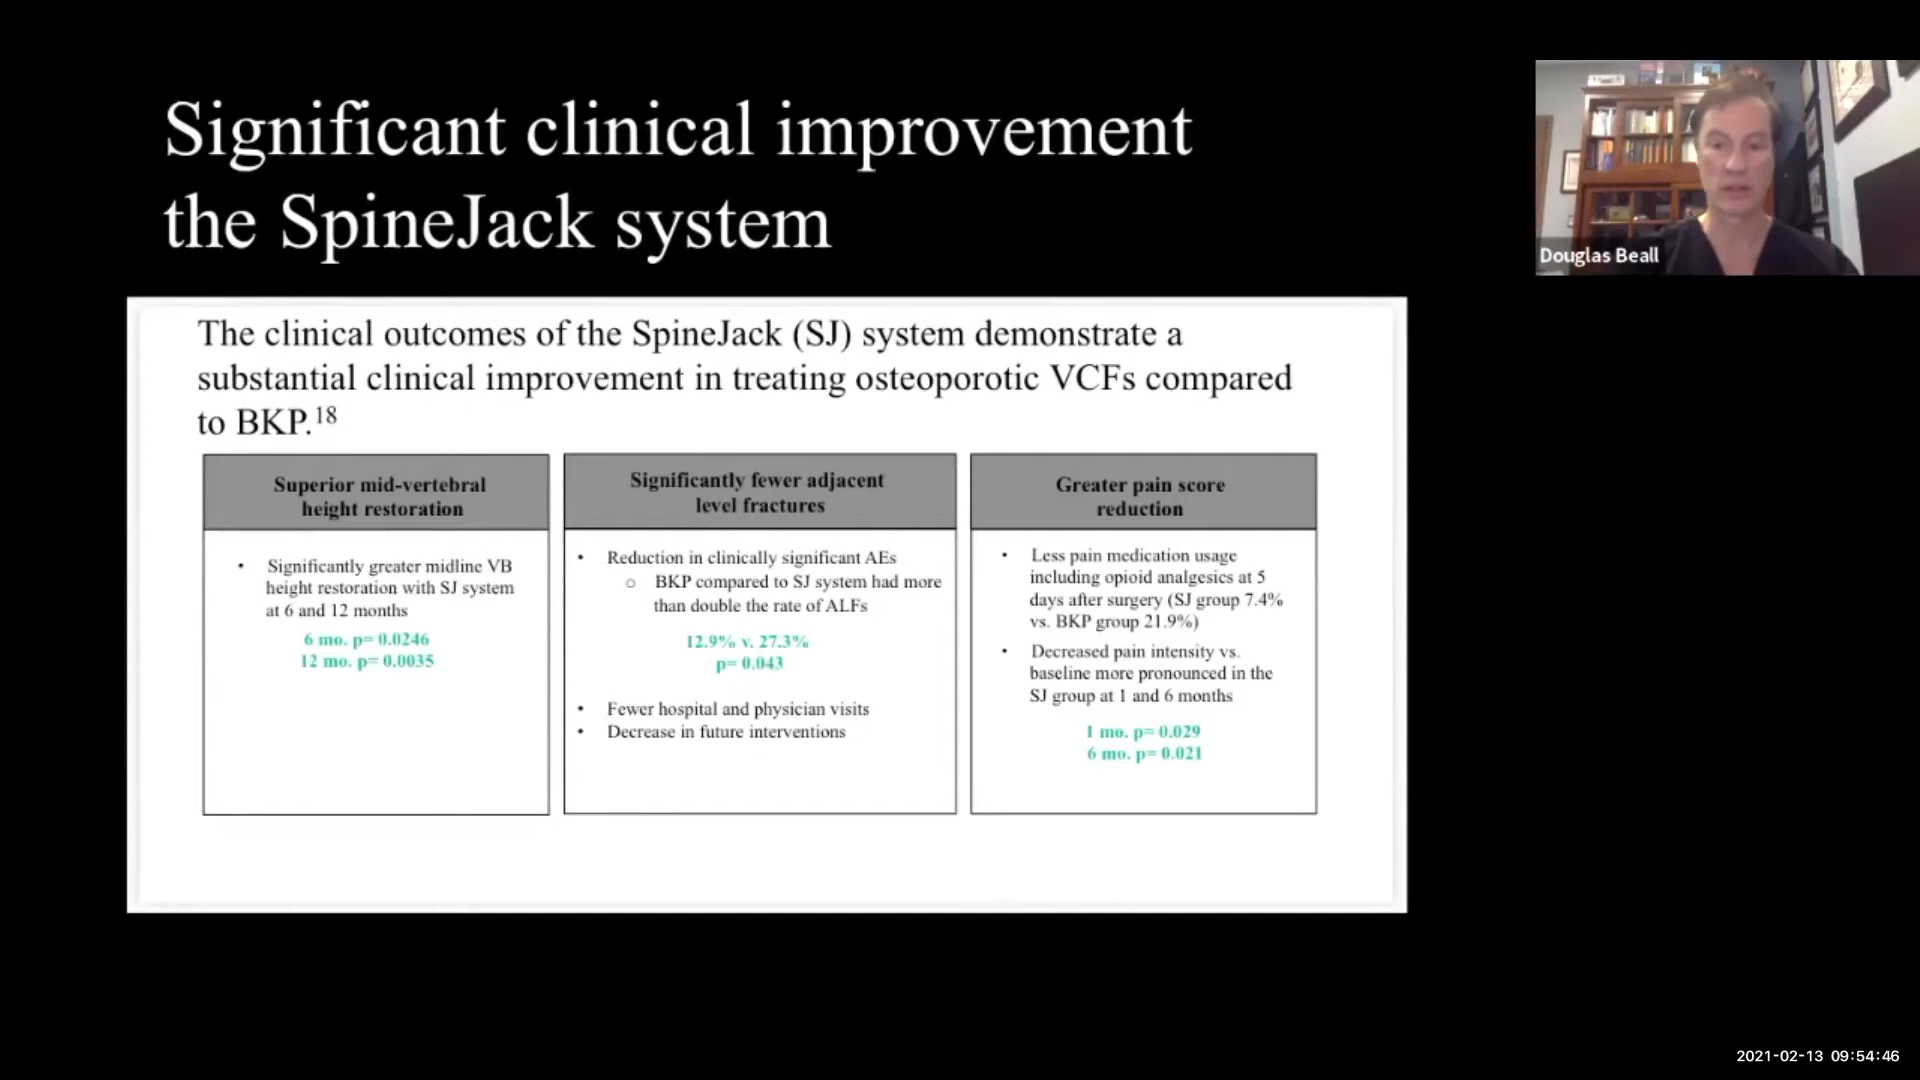 Significant clinical improvement
the SpineJack system
Douglas Beall
The clinical outcomes of the SpineJack (SJ) system demonstrate a
substantial clinical improvement in treating osteoporotic VCFs compared
to BKP.18
Superior mid-vertebral
height restoration
• Significantly greater midline VB
height restoration with SJ system
at 6 and 12 months
6 mo. p= 0.0246
12 mo. p= 0.0035
Significantly fewer adjacent
level fractures
• Reduction in clinically significant AEs
○ BKP compared to SJ system had more
than double the rate of ALFs
12.9% v. 27.3%
p= 0.043
• Fewer hospital and physician visits
• Decrease in future interventions
Greater pain score
reduction
• Less pain medication usage
including opioid analgesics at 5
days after surgery (SJ group 7.4%
vs. BKP group 21.9%)
• Decreased pain intensity vs.
baseline more pronounced in the
SJ group at 1 and 6 months
1 mo. p= 0.029
6 mo. p= 0.021
2021-02-13 09:54:46